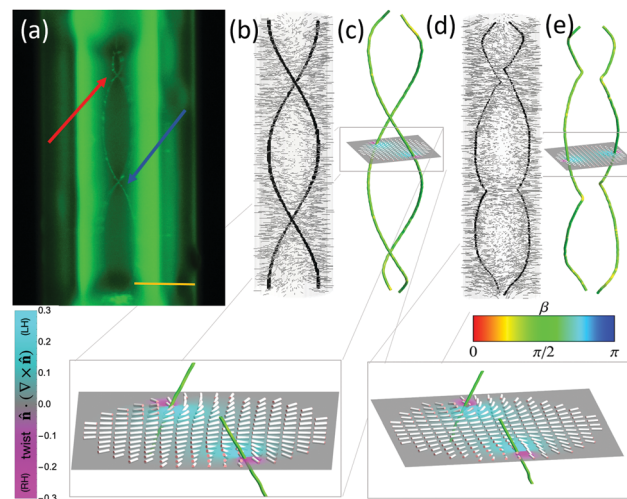 (a)
(b)
(c)
(d)
(e)
β
0
π/2
π
0.3
0.2
0.1
0.0
-0.1
-0.2
-0.3
(RH) twist n̂ · (∇ × n̂) (LH)